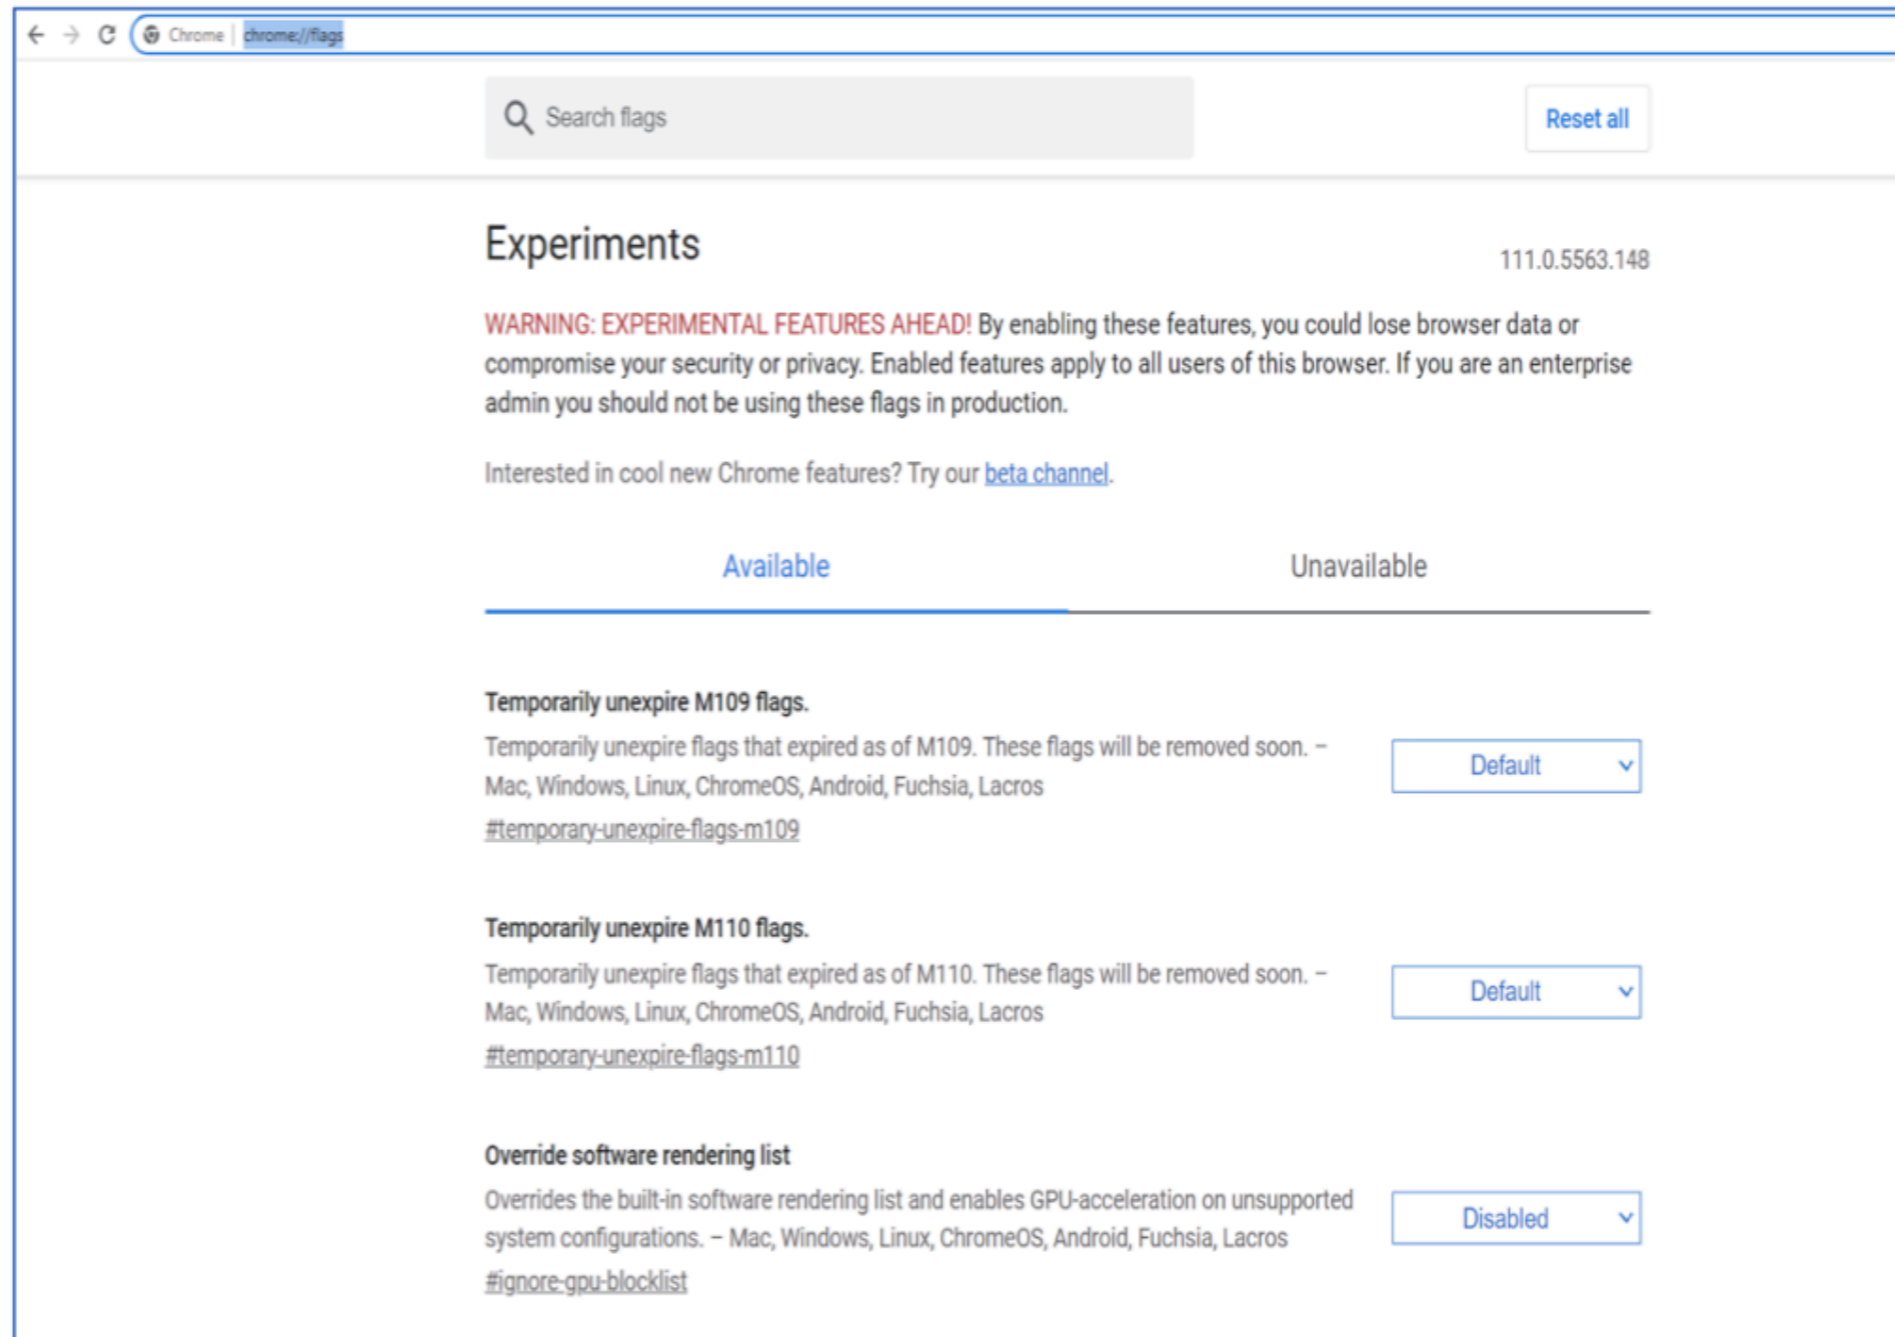 Chrome | chrome://flags
Search flags
Reset all
Experiments
111.0.5563.148
WARNING: EXPERIMENTAL FEATURES AHEAD! By enabling these features, you could lose browser data or
compromise your security or privacy. Enabled features apply to all users of this browser. If you are an enterprise
admin you should not be using these flags in production.
Interested in cool new Chrome features? Try our beta channel.
Available
Unavailable
Temporarily unexpire M109 flags.
Temporarily unexpire flags that expired as of M109. These flags will be removed soon. –
Mac, Windows, Linux, ChromeOS, Android, Fuchsia, Lacros
#temporary-unexpire-flags-m109
Default
Temporarily unexpire M110 flags.
Temporarily unexpire flags that expired as of M110. These flags will be removed soon. –
Mac, Windows, Linux, ChromeOS, Android, Fuchsia, Lacros
#temporary-unexpire-flags-m110
Default
Override software rendering list
Overrides the built-in software rendering list and enables GPU-acceleration on unsupported
system configurations. – Mac, Windows, Linux, ChromeOS, Android, Fuchsia, Lacros
#ignore-gpu-blocklist
Disabled